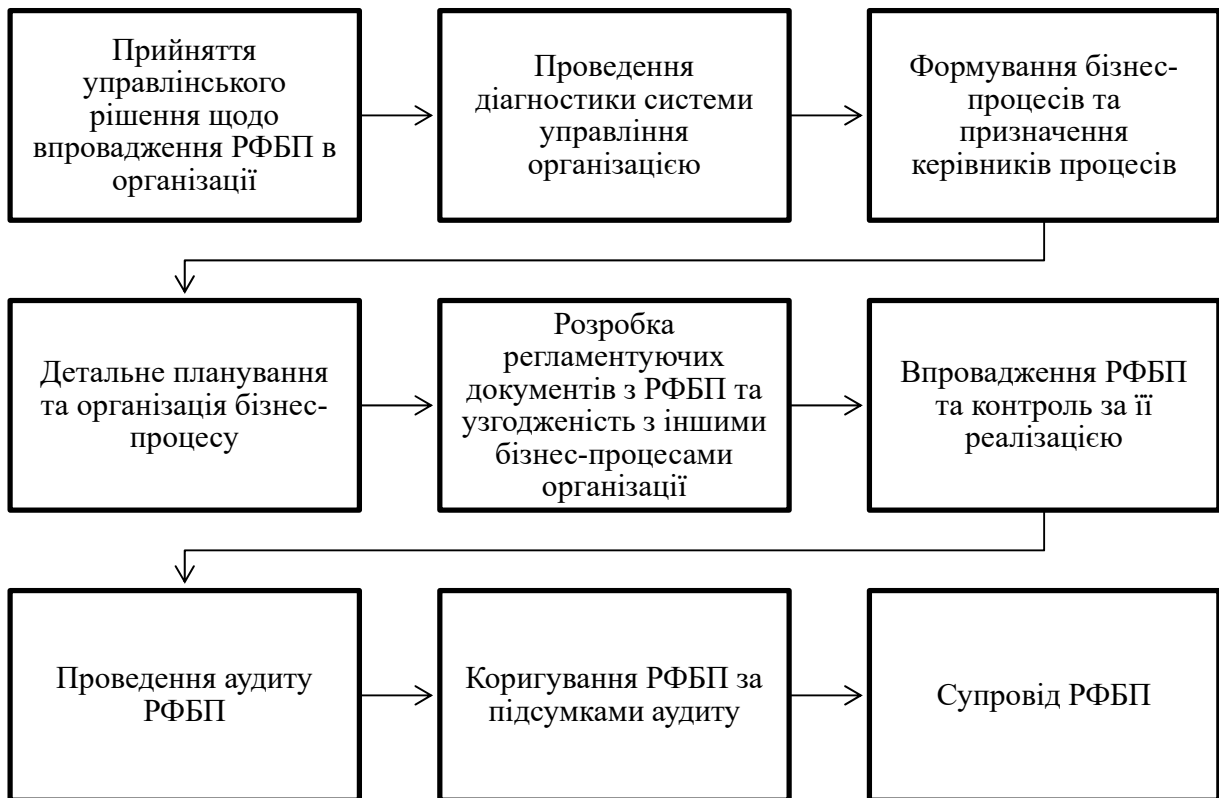 Прийняття
управлінського
рішення щодо
впровадження РФБП в
організації
Проведення
діагностики системи
управління
організацією
Формування бізнес-
процесів та
призначення
керівників процесів
Детальне планування
та організація бізнес-
процесу
Розробка
регламентуючих
документів з РФБП та
узгодженість з іншими
бізнес-процесами
організації
Впровадження РФБП
та контроль за її
реалізацією
Проведення аудиту
РФБП
Коригування РФБП за
підсумками аудиту
Супровід РФБП